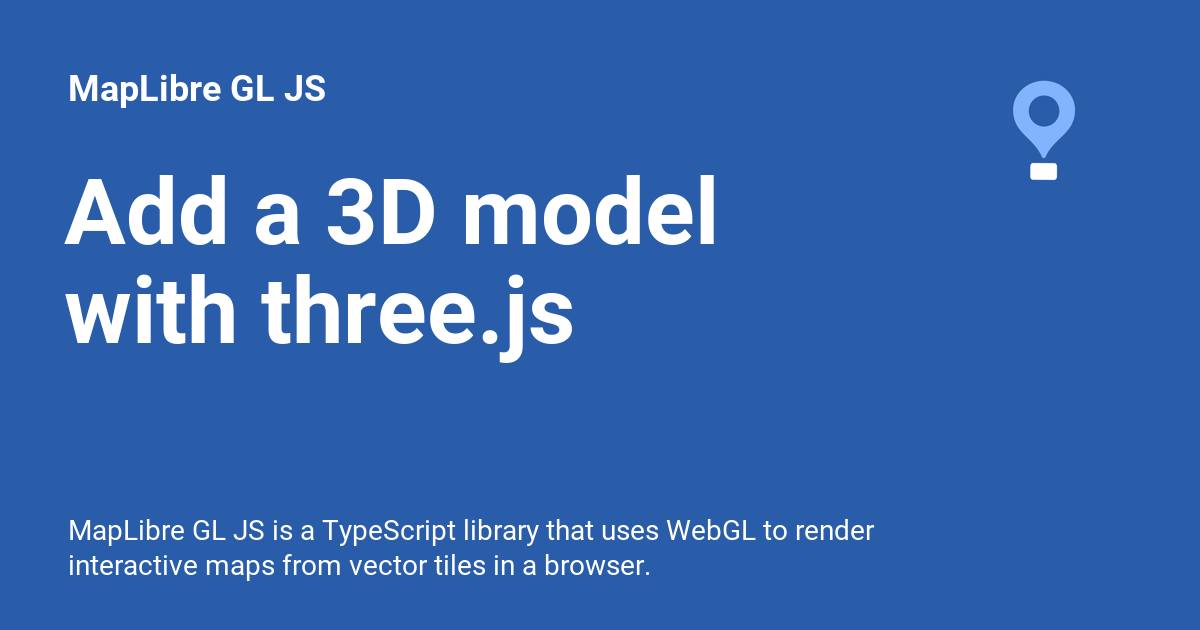 MapLibre GL JS
Add a 3D model
with three.js
MapLibre GL JS is a TypeScript library that uses WebGL to render
interactive maps from vector tiles in a browser.